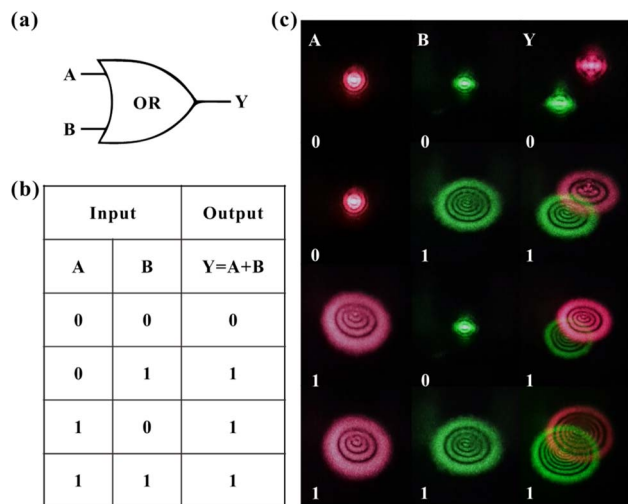 (a)
A
OR
Y
B
(b)
Input Output
A B Y=A+B
0 0 0
0 1 1
1 0 1
1 1 1
(c)
A B Y
0 0 0
0 1 1
1 0 1
1 1 1